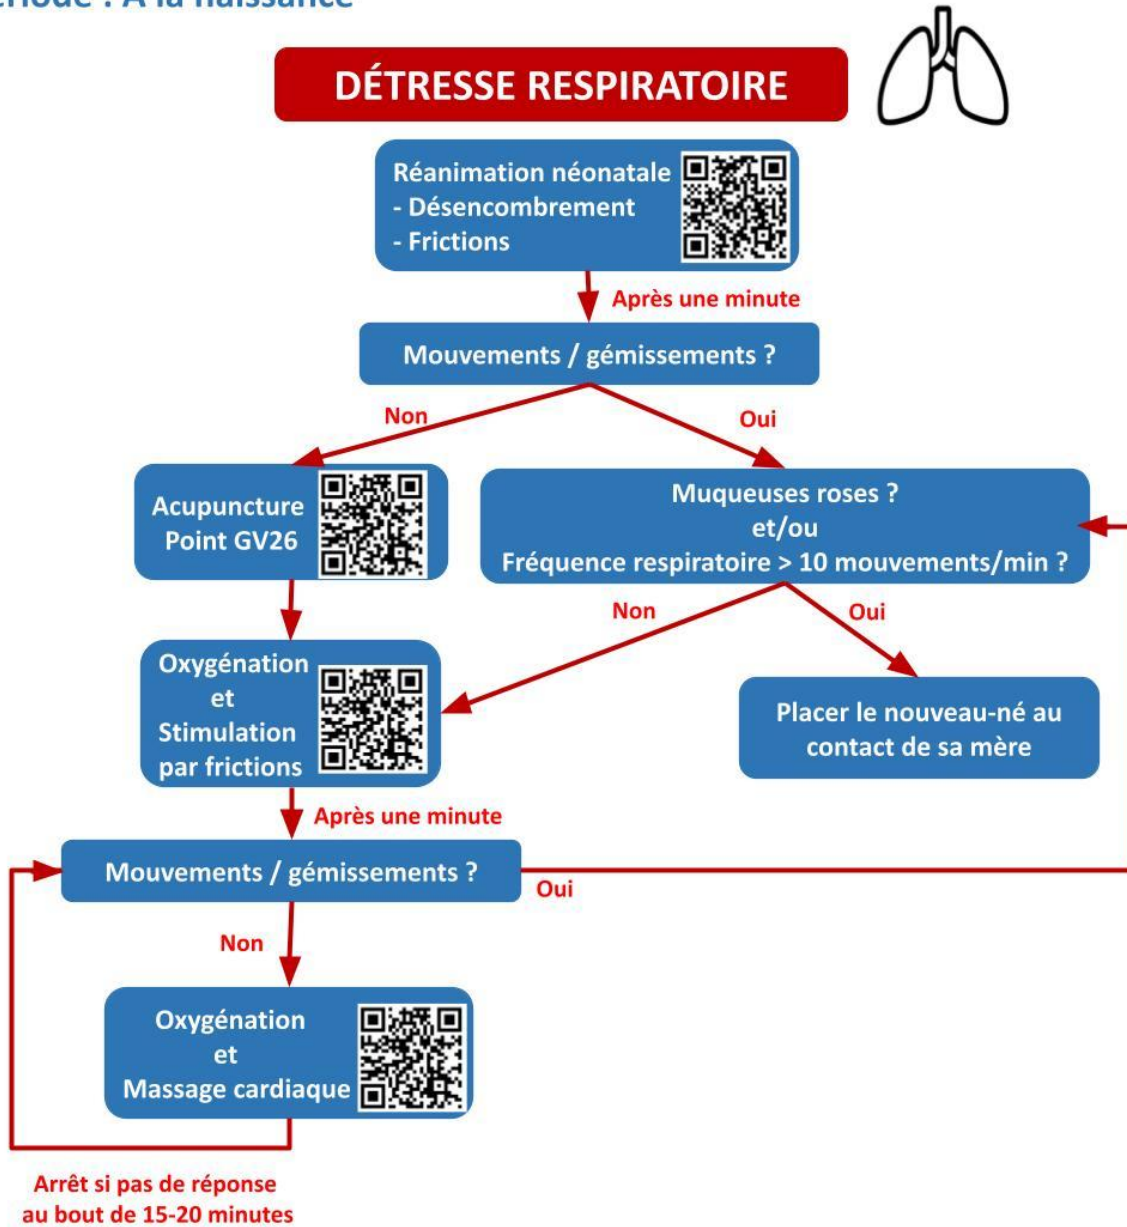 ériode : A la naissance
DÉTRESSE RESPIRATOIRE
Réanimation néonatale
- Désencombrement
- Frictions
Après une minute
Mouvements / gémissements ?
Non
Oui
Acupuncture
Point GV26
Muqueuses roses ?
et/ou
Fréquence respiratoire > 10 mouvements/min ?
Non
Oui
Oxygénation
et
Stimulation
par frictions
Placer le nouveau-né au
contact de sa mère
Après une minute
Mouvements / gémissements ?
Oui
Non
Oxygénation
et
Massage cardiaque
Arrêt si pas de réponse
au bout de 15-20 minutes